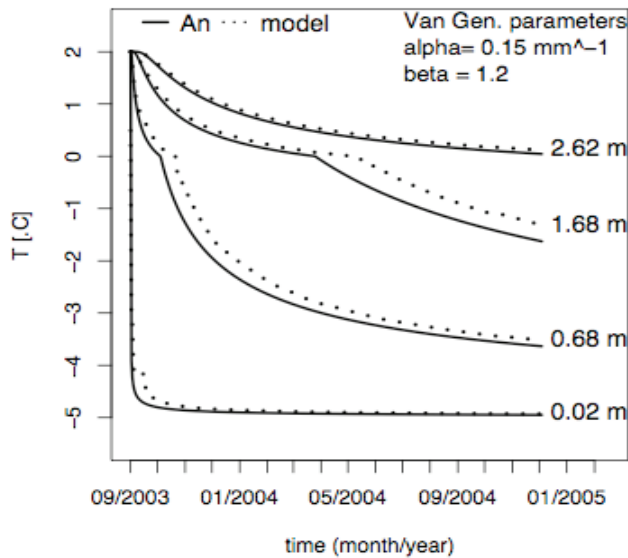 An model
Van Gen. parameters
alpha= 0.15 mm^−1
beta = 1.2
T [.C]
2
1
0
−1
−2
−3
−4
−5
2.62 m
1.68 m
0.68 m
0.02 m
09/2003 01/2004 05/2004 09/2004 01/2005
time (month/year)